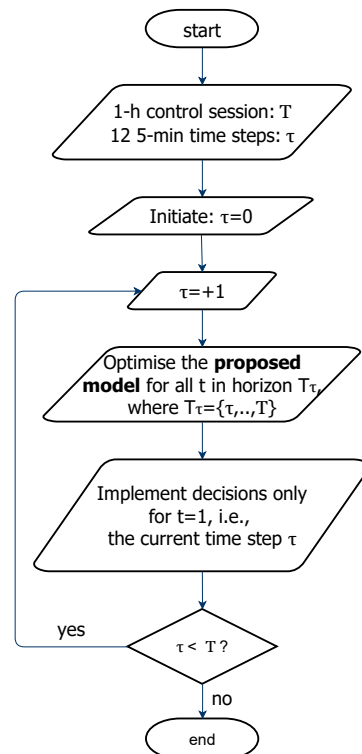 start
1-h control session: T
12 5-min time steps: τ
Initiate: τ=0
τ=+1
Optimise the proposed
model for all t in horizon Tτ,
where Tτ={τ,..,T}
Implement decisions only
for t=1, i.e.,
the current time step τ
yes
τ < T ?
no
end